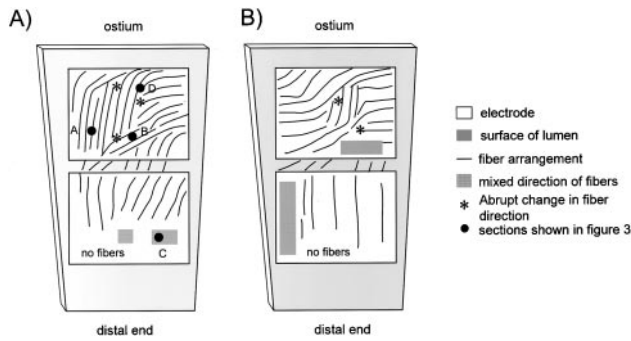 A)
ostium
D
A
B
no fibers
C
distal end
B)
ostium
no fibers
distal end
electrode
surface of lumen
fiber arrangement
mixed direction of fibers
* Abrupt change in fiber
direction
sections shown in figure 3